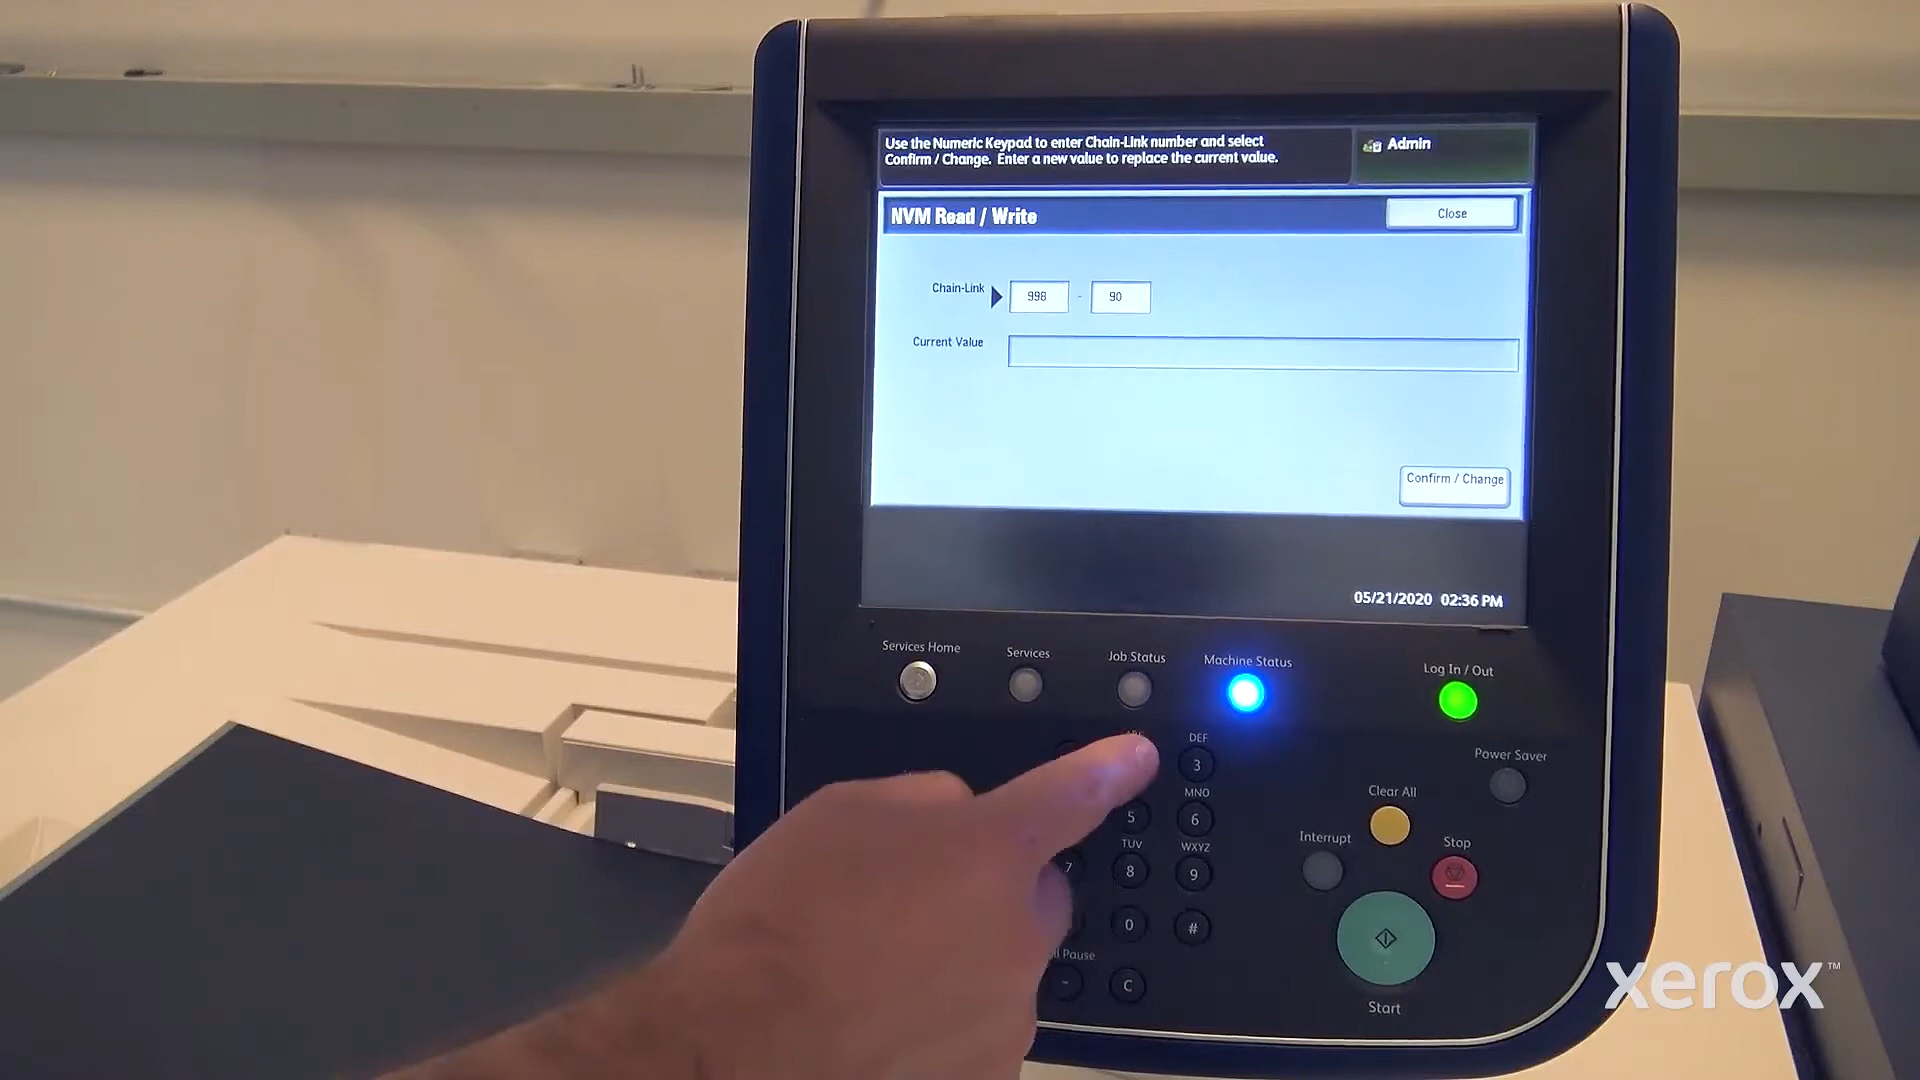 Use the Numeric Keypad to enter Chain-Link number and select
Confirm / Change. Enter a new value to replace the current value.
Admin
NVM Read / Write
Close
Chain-Link
998 - 90
Current Value
Confirm / Change
05/21/2020 02:36 PM
Services Home
Services
Job Status
Machine Status
Log In / Out
DEF
3
Power Saver
MNO
5
6
Clear All
TUV
WXYZ
Interrupt
Stop
7
8
9
0
#
Pause
-
C
Start
xerox™